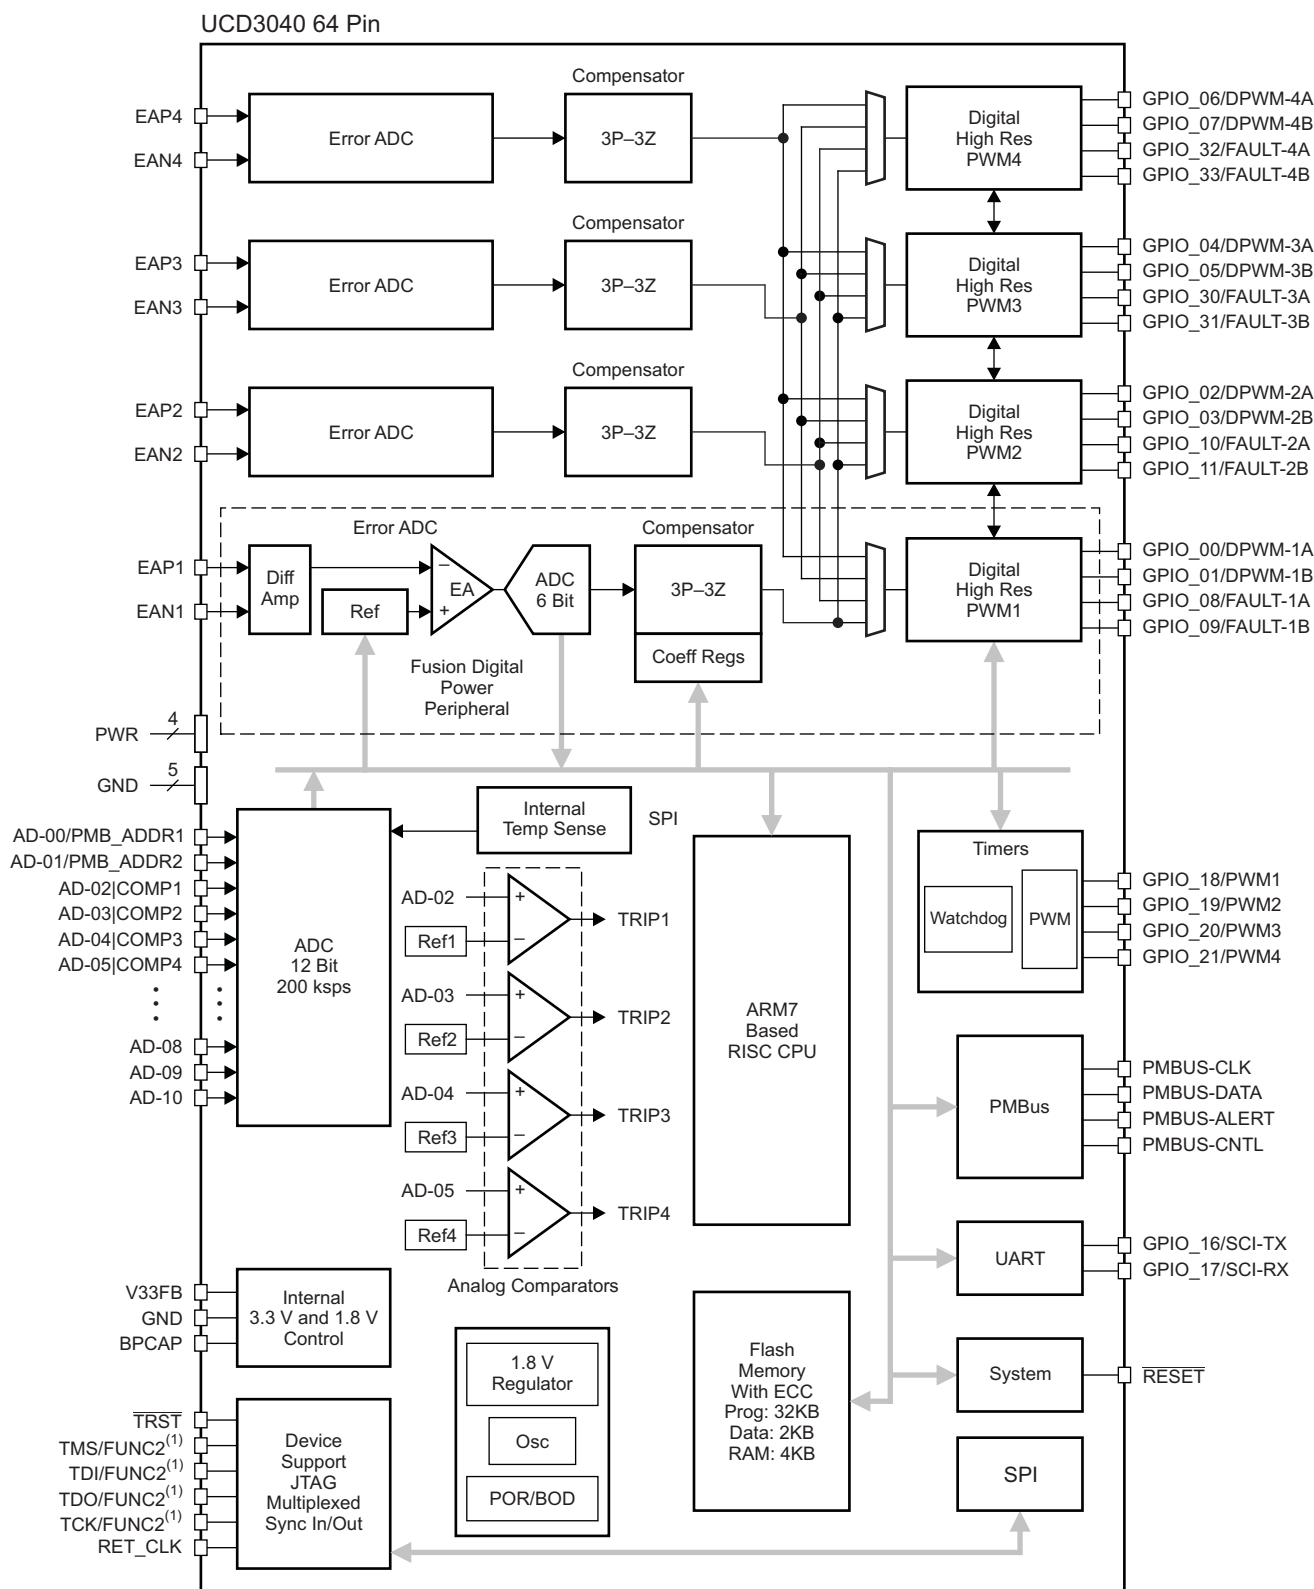 UCD3040 64 Pin
EAP4
EAN4
Error ADC
Compensator
3P–3Z
Digital
High Res
PWM4
GPIO_06/DPWM-4A
GPIO_07/DPWM-4B
GPIO_32/FAULT-4A
GPIO_33/FAULT-4B
EAP3
EAN3
Error ADC
Compensator
3P–3Z
Digital
High Res
PWM3
GPIO_04/DPWM-3A
GPIO_05/DPWM-3B
GPIO_30/FAULT-3A
GPIO_31/FAULT-3B
EAP2
EAN2
Error ADC
Compensator
3P–3Z
Digital
High Res
PWM2
GPIO_02/DPWM-2A
GPIO_03/DPWM-2B
GPIO_10/FAULT-2A
GPIO_11/FAULT-2B
EAP1
EAN1
Error ADC
Diff
Amp
Ref
–
EA
+
ADC
6 Bit
Compensator
3P–3Z
Coeff Regs
Fusion Digital
Power
Peripheral
Digital
High Res
PWM1
GPIO_00/DPWM-1A
GPIO_01/DPWM-1B
GPIO_08/FAULT-1A
GPIO_09/FAULT-1B
PWR
4
GND
5
AD-00/PMB_ADDR1
AD-01/PMB_ADDR2
AD-02|COMP1
AD-03|COMP2
AD-04|COMP3
AD-05|COMP4
AD-08
AD-09
AD-10
ADC
12 Bit
200 ksps
Internal
Temp Sense
SPI
AD-02
Ref1
+
–
TRIP1
AD-03
Ref2
+
–
TRIP2
AD-04
Ref3
+
–
TRIP3
AD-05
Ref4
+
–
TRIP4
Analog Comparators
ARM7
Based
RISC CPU
Timers
Watchdog
PWM
GPIO_18/PWM1
GPIO_19/PWM2
GPIO_20/PWM3
GPIO_21/PWM4
PMBus
PMBUS-CLK
PMBUS-DATA
PMBUS-ALERT
PMBUS-CNTL
UART
GPIO_16/SCI-TX
GPIO_17/SCI-RX
V33FB
GND
BPCAP
Internal
3.3 V and 1.8 V
Control
1.8 V
Regulator
Osc
POR/BOD
Flash
Memory
With ECC
Prog: 32KB
Data: 2KB
RAM: 4KB
System
RESET
TRST
TMS/FUNC2(1)
TDI/FUNC2(1)
TDO/FUNC2(1)
TCK/FUNC2(1)
RET_CLK
Device
Support
JTAG
Multiplexed
Sync In/Out
SPI